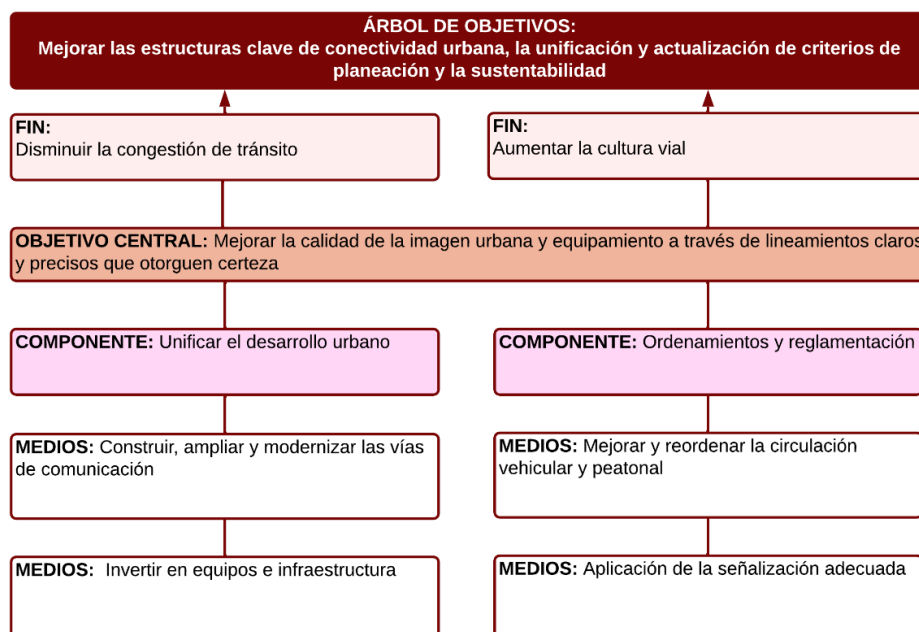 ÁRBOL DE OBJETIVOS:
Mejorar las estructuras clave de conectividad urbana, la unificación y actualización de criterios de
planeación y la sustentabilidad
FIN:
Disminuir la congestión de tránsito
FIN:
Aumentar la cultura vial
OBJETIVO CENTRAL: Mejorar la calidad de la imagen urbana y equipamiento a través de lineamientos claros
y precisos que otorguen certeza
COMPONENTE: Unificar el desarrollo urbano
COMPONENTE: Ordenamientos y reglamentación
MEDIOS: Construir, ampliar y modernizar las vías
de comunicación
MEDIOS: Mejorar y reordenar la circulación
vehicular y peatonal
MEDIOS: Invertir en equipos e infraestructura
MEDIOS: Aplicación de la señalización adecuada